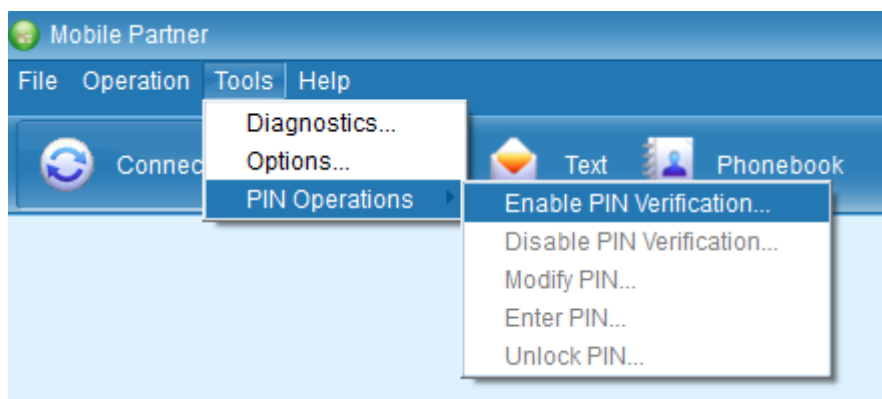 Mobile Partner
File Operation Tools Help
Diagnostics...
Connec Options... Text Phonebook
PIN Operations Enable PIN Verification...
Disable PIN Verification...
Modify PIN...
Enter PIN...
Unlock PIN...